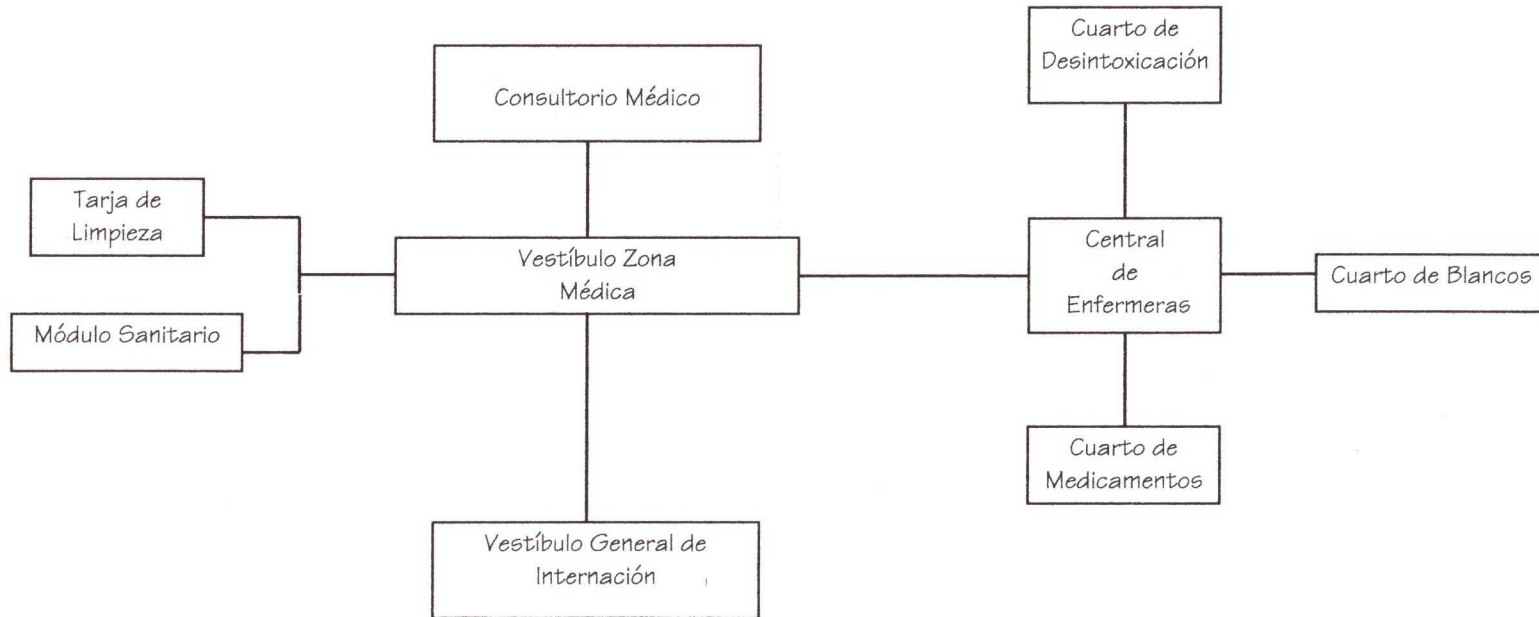 Cuarto de
Desintoxicación
Consultorio Médico
Tarja de
Limpieza
Vestíbulo Zona
Médica
Central
de
Enfermeras
Cuarto de Blancos
Módulo Sanitario
Cuarto de
Medicamentos
Vestíbulo General de
Internación